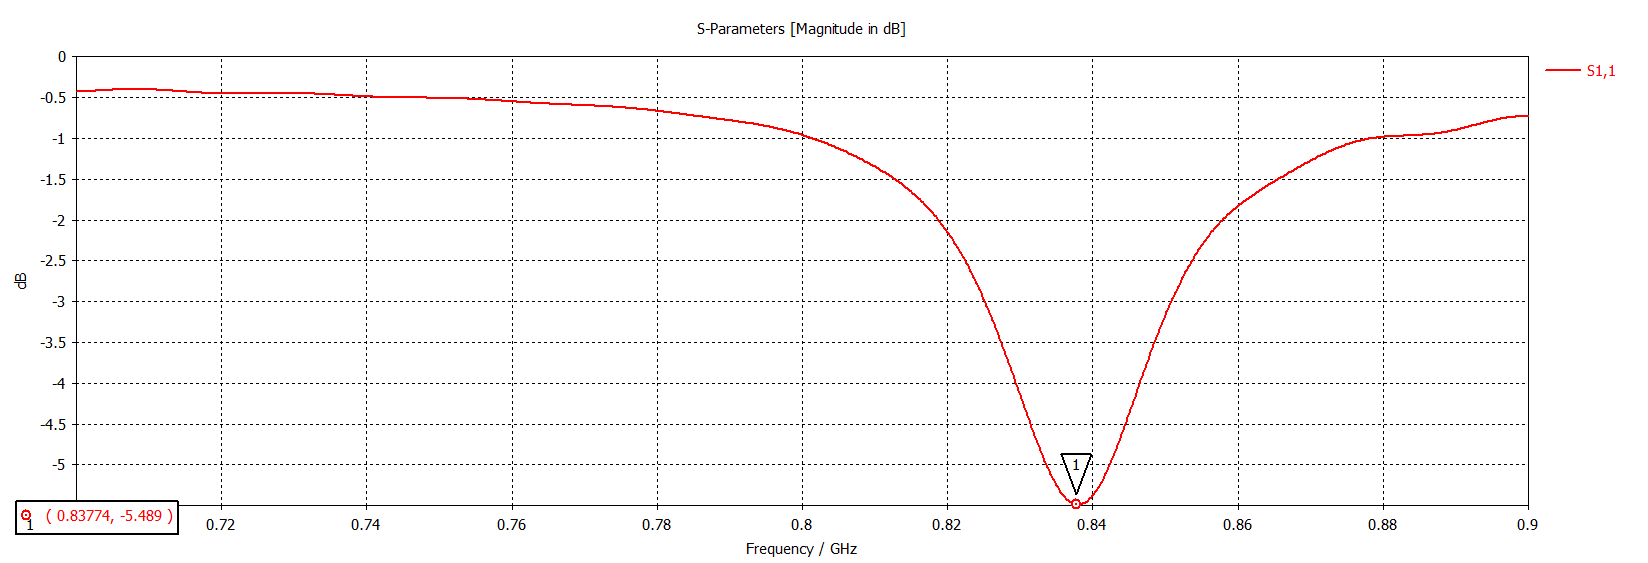 S-Parameters [Magnitude in dB]
S1,1
0
-0.5
-1
-1.5
-2
-2.5
-3
-3.5
-4
-4.5
-5
dB
1
1 ( 0.83774, -5.489 )
0.72 0.74 0.76 0.78 0.8 0.82 0.84 0.86 0.88 0.9
Frequency / GHz